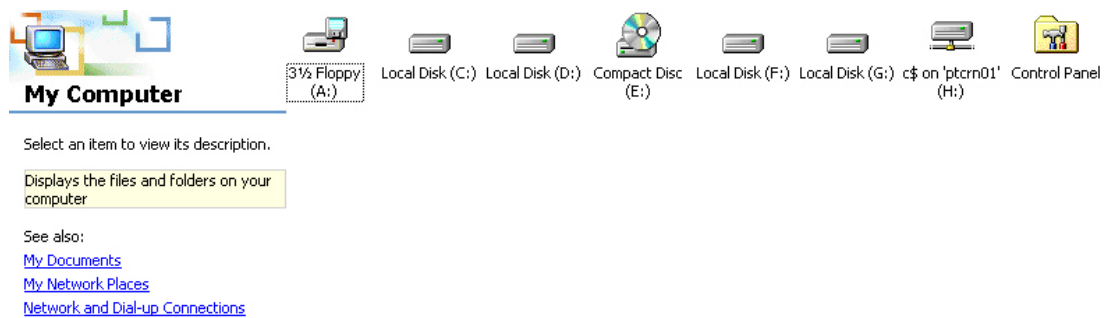 My Computer
Select an item to view its description.
Displays the files and folders on your
computer
See also:
My Documents
My Network Places
Network and Dial-up Connections
3½ Floppy
(A:)
Local Disk (C:)
Local Disk (D:)
Compact Disc
(E:)
Local Disk (F:)
Local Disk (G:)
c$ on 'ptcrn01'
(H:)
Control Panel